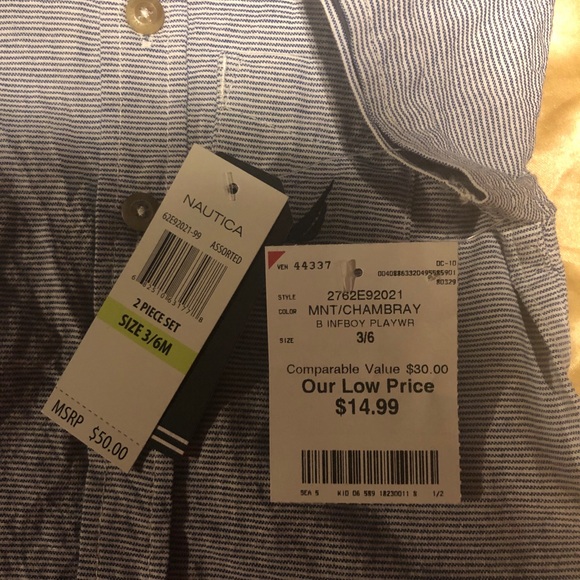 NAUTICA
62E92021-99
ASSORTED
2 PIECE SET
SIZE 3/6M
MSRP $50.00
VEN 44337
DC-10
STYLE 2762E92021
COLOR MNT/CHAMBRAY
B INFBOY PLAYWR
SIZE 3/6
Comparable Value $30.00
Our Low Price
$14.99
1/2